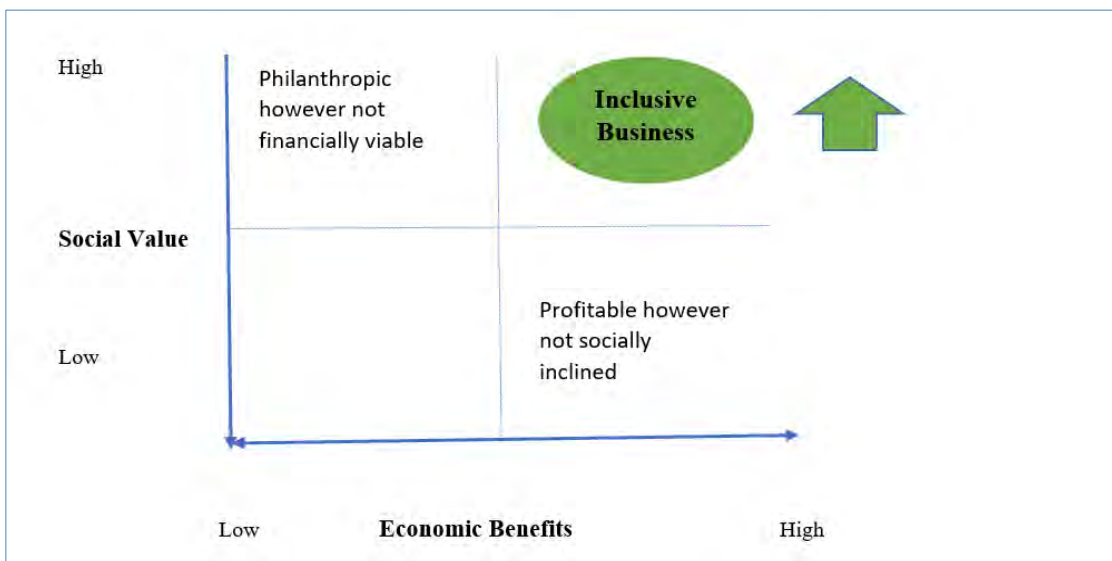 High
Philanthropic
however not
financially viable
Inclusive
Business
Social Value
Profitable however
not socially
inclined
Low
Low
Economic Benefits
High